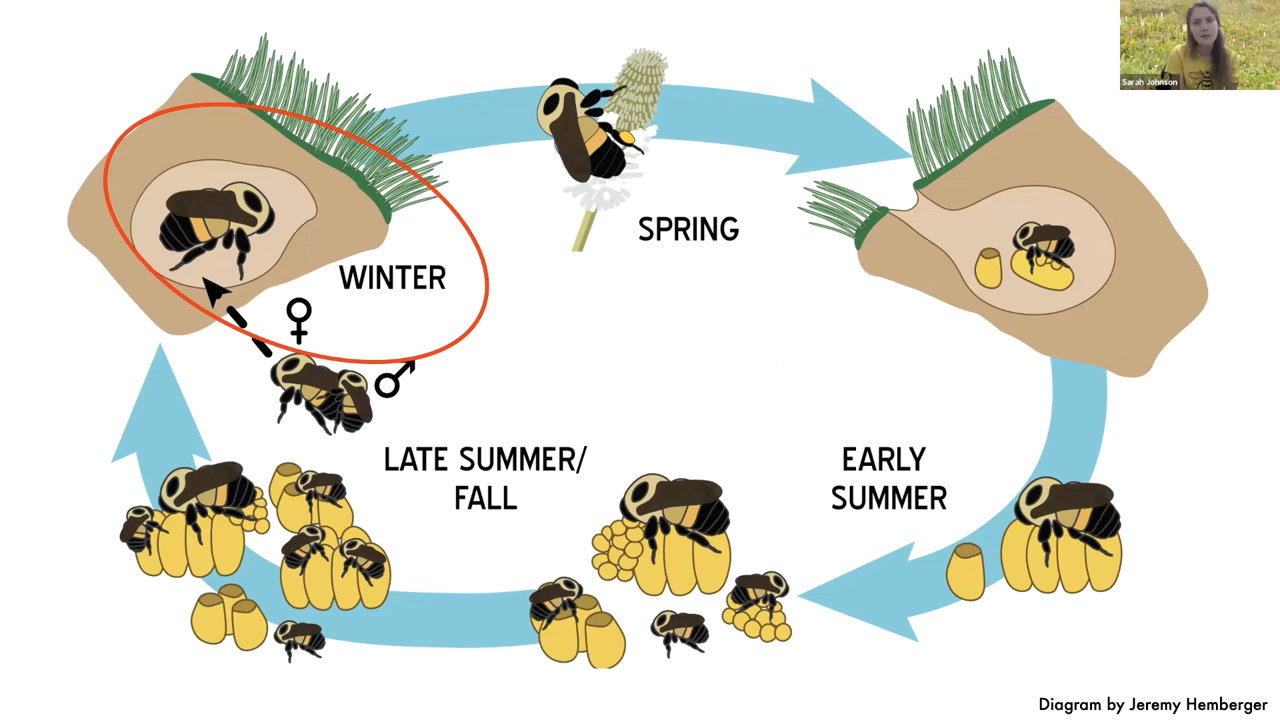 Sarah Johnson
SPRING
WINTER
LATE SUMMER/
FALL
EARLY
SUMMER
Diagram by Jeremy Hemberger